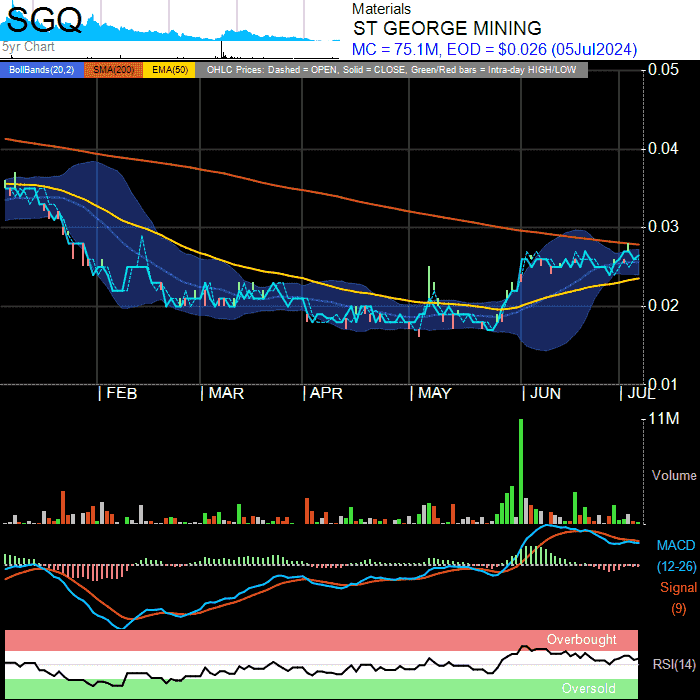 SGQ
5yr Chart
Materials
ST GEORGE MINING
MC = 75.1M, EOD = $0.026 (05Jul2024)
BollBands(20,2) SMA(200) EMA(50) OHLC Prices: Dashed = OPEN, Solid = CLOSE, Green/Red bars = Intra-day HIGH/LOW
0.05
0.04
0.03
0.02
0.01
| FEB | MAR | APR | MAY | JUN | JUL
11M
Volume
MACD
(12-26)
Signal
(9)
Overbought
RSI(14)
Oversold